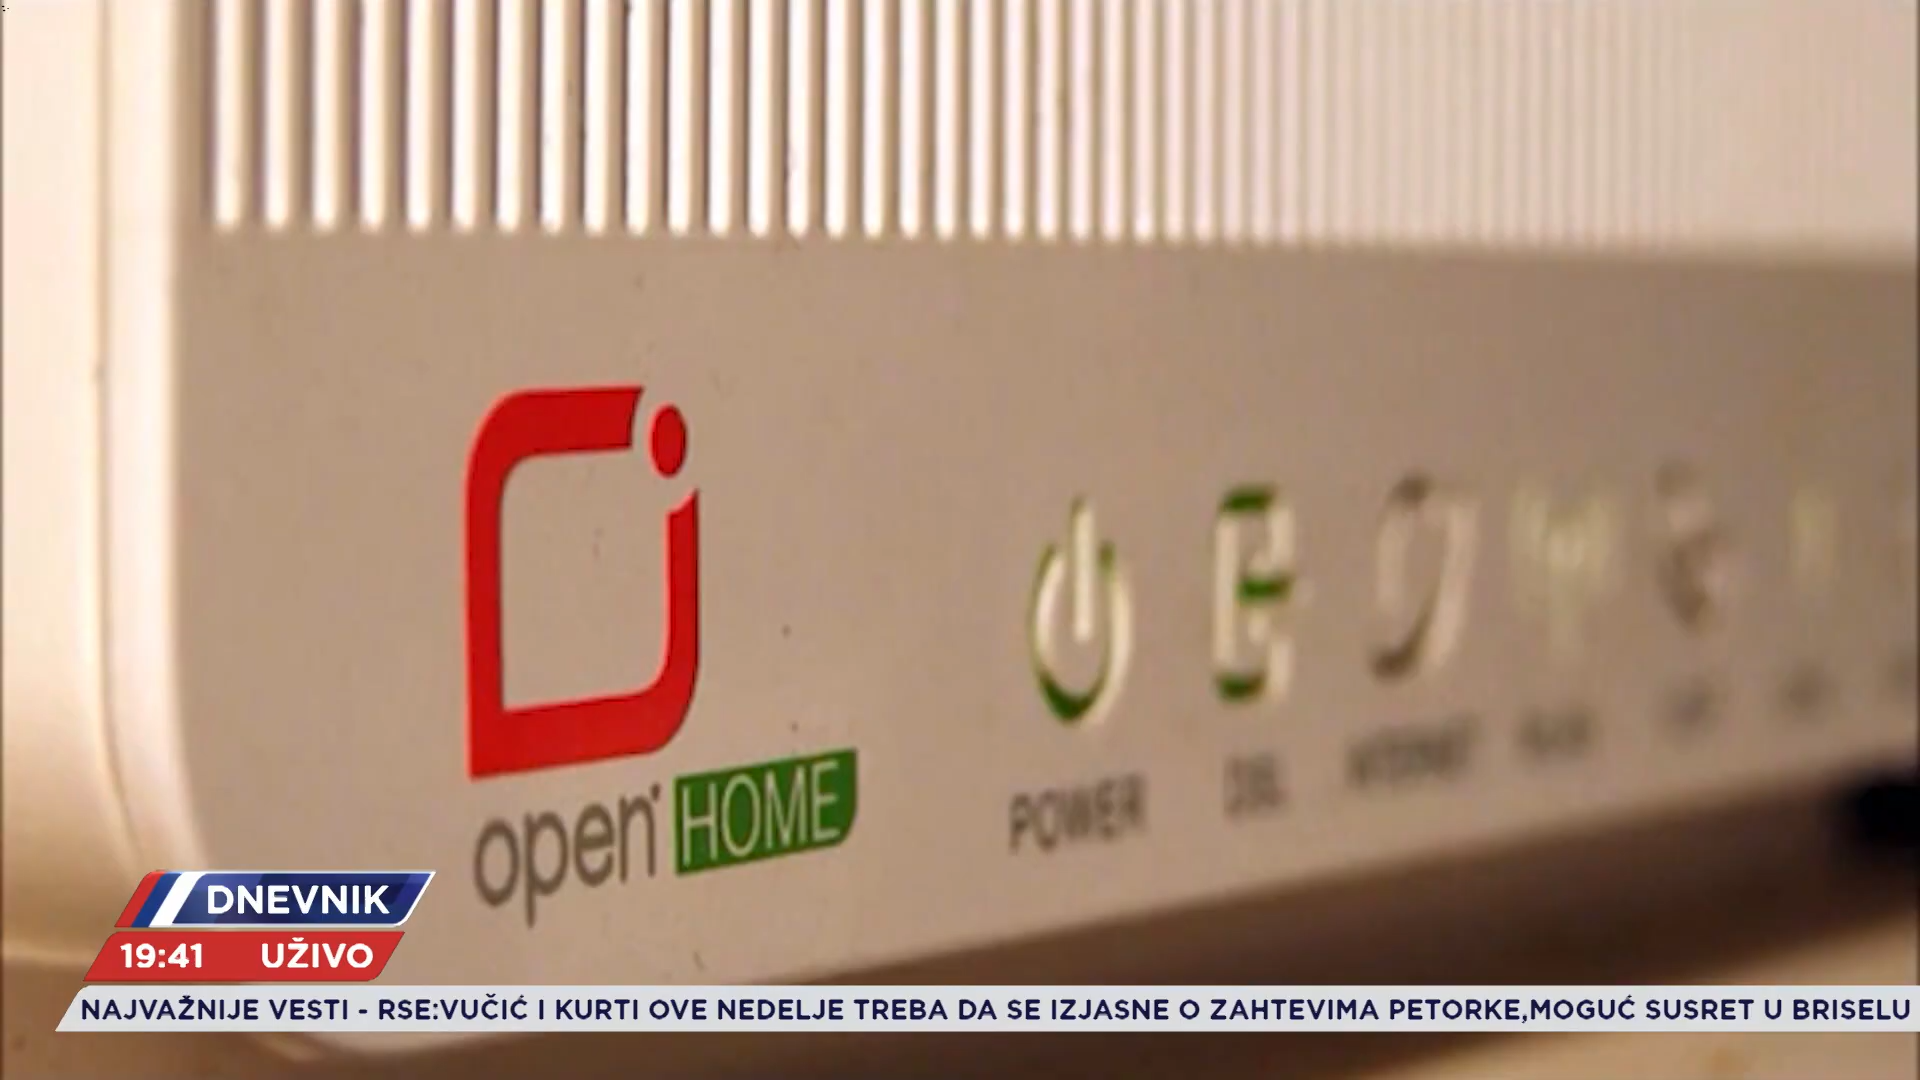 open HOME
POWER
DSL
INTERNET
DNEVNIK
19:41 UŽIVO
NAJVAŽNIJE VESTI - RSE:VUČIĆ I KURTI OVE NEDELJE TREBA DA SE IZJASNE O ZAHTEVIMA PETORKE,MOGUĆ SUSRET U BRISELU